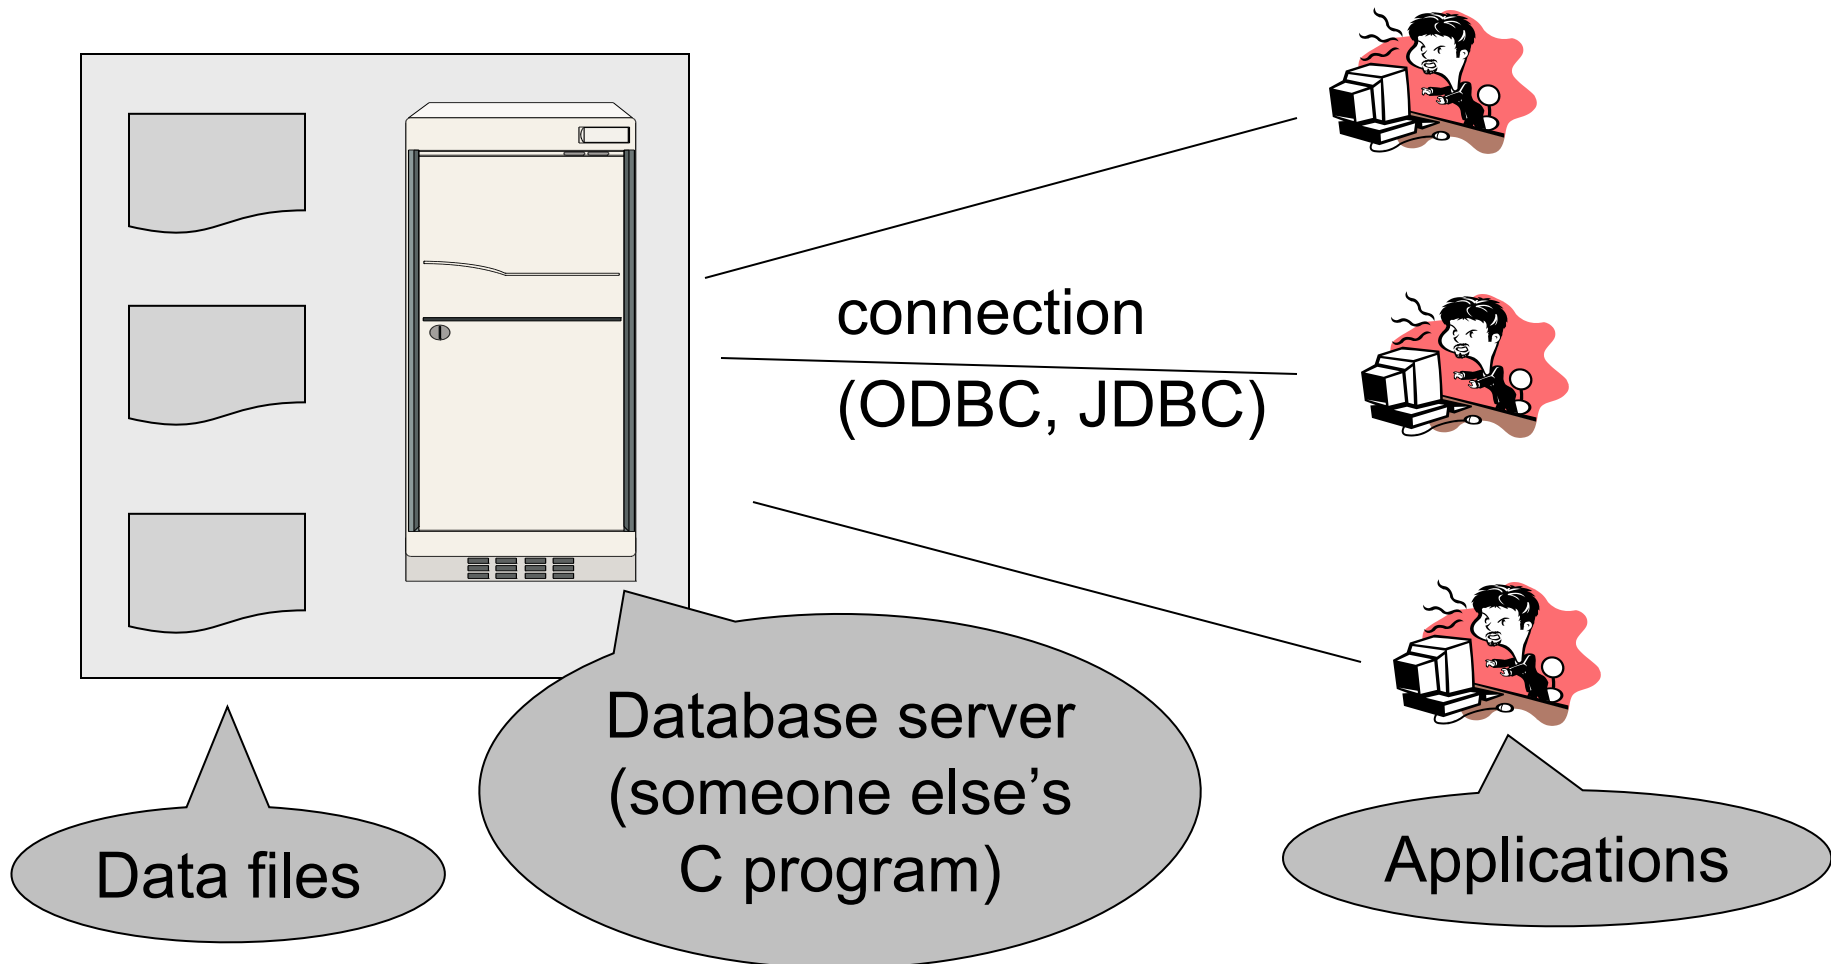 connection
(ODBC, JDBC)
Database server
(someone else’s
C program)
Data files
Applications